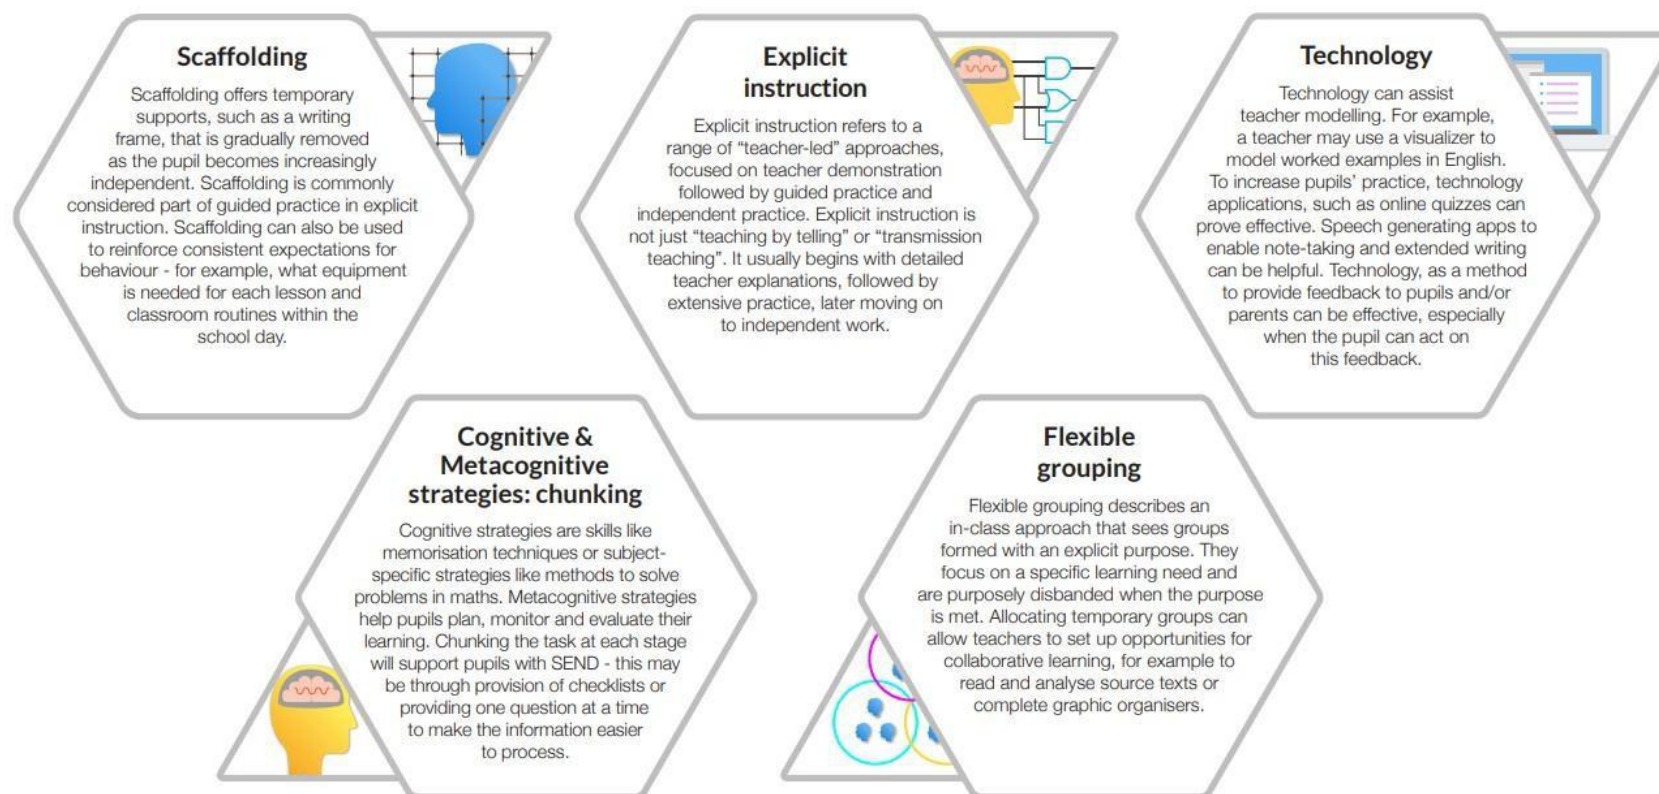 Scaffolding
Scaffolding offers temporary
supports, such as a writing
frame, that is gradually removed
as the pupil becomes increasingly
independent. Scaffolding is commonly
considered part of guided practice in explicit
instruction. Scaffolding can also be used
to reinforce consistent expectations for
behaviour - for example, what equipment
is needed for each lesson and
classroom routines within the
school day.
Explicit
instruction
Explicit instruction refers to a
range of “teacher-led” approaches,
focused on teacher demonstration
followed by guided practice and
independent practice. Explicit instruction is
not just “teaching by telling” or “transmission
teaching”. It usually begins with detailed
teacher explanations, followed by
extensive practice, later moving on
to independent work.
Technology
Technology can assist
teacher modelling. For example,
a teacher may use a visualizer to
model worked examples in English.
To increase pupils’ practice, technology
applications, such as online quizzes can
prove effective. Speech generating apps to
enable note-taking and extended writing
can be helpful. Technology, as a method
to provide feedback to pupils and/or
parents can be effective, especially
when the pupil can act on
this feedback.
Cognitive &
Metacognitive
strategies: chunking
Cognitive strategies are skills like
memorisation techniques or subject-
specific strategies like methods to solve
problems in maths. Metacognitive strategies
help pupils plan, monitor and evaluate their
learning. Chunking the task at each stage
will support pupils with SEND - this may
be through provision of checklists or
providing one question at a time
to make the information easier
to process.
Flexible
grouping
Flexible grouping describes an
in-class approach that sees groups
formed with an explicit purpose. They
focus on a specific learning need and
are purposely disbanded when the purpose
is met. Allocating temporary groups can
allow teachers to set up opportunities for
collaborative learning, for example to
read and analyse source texts or
complete graphic organisers.